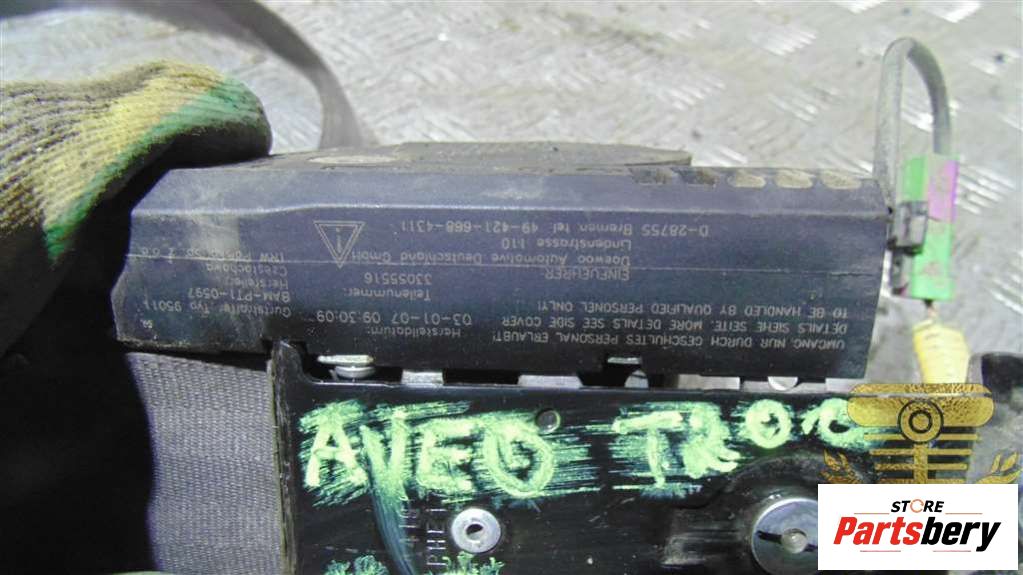 UMGANG NUR DURCH GESCHULTES PERSONAL ERLAUBT!
DETAILS SIEHE SEITE. MORE DETAILS SEE SIDE COVER
TO BE HANDLED BY QUALIFIED PERSONEL ONLY!
Herstelldatum:
03-01-07 09:30:09
Teilenummer:
33055516
EINFUEHRER:
Daewoo Automotive Deutschland GmbH
Lindenstrasse 110
D-28755 Bremen tel. 49-421-668-4311
Gurtstraffer Typ 95011
BAM-PT1-0597
Hersteller:
TRW
AVEO
STORE
Partsbery